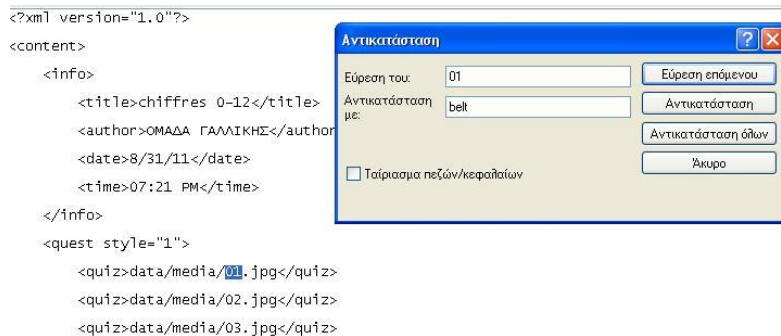 <?xml version="1.0"?>
<content>
<info>
<title>chiffres 0-12</title>
<author>ΟΜΑΔΑ ΓΑΛΛΙΚΗΣ</author
<date>8/31/11</date>
<time>07:21 PM</time>
</info>
<quest style="1">
<quiz>data/media/01.jpg</quiz>
<quiz>data/media/02.jpg</quiz>
<quiz>data/media/03.jpg</quiz>
Αντικατάσταση
Εύρεση του:
01
Εύρεση επόμενου
Αντικατάσταση
με:
belt
Αντικατάσταση
Αντικατάσταση όλων
Άκυρο
Ταίριασμα πεζών/κεφαλαίων